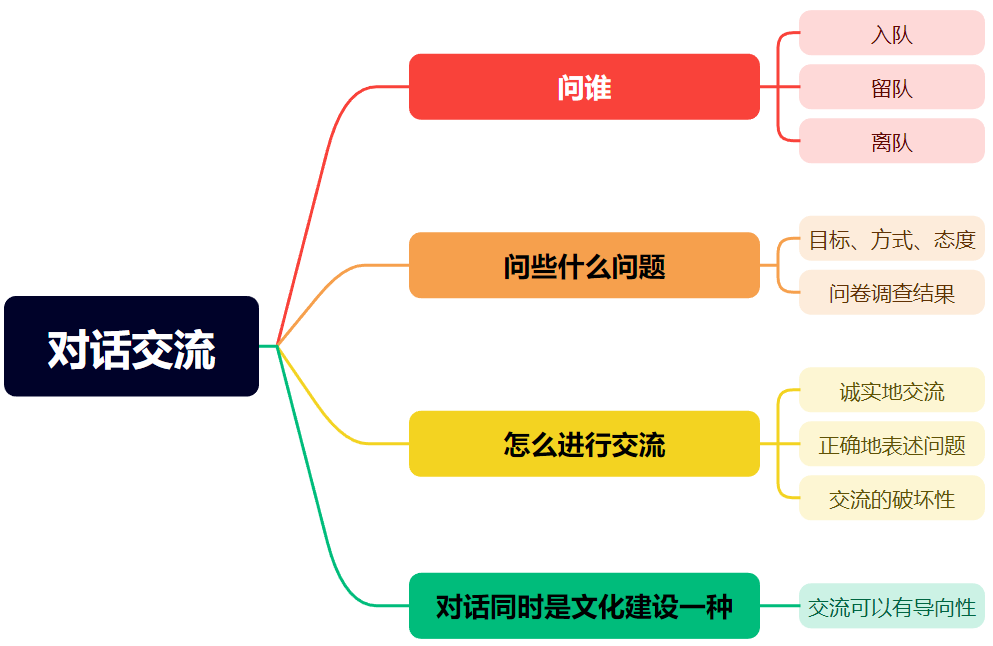 对话交流
问谁
入队
留队
离队
问些什么问题
目标、方式、态度
问卷调查结果
怎么进行交流
诚实地交流
正确地表述问题
交流的破坏性
对话同时是文化建设一种
交流可以有导向性